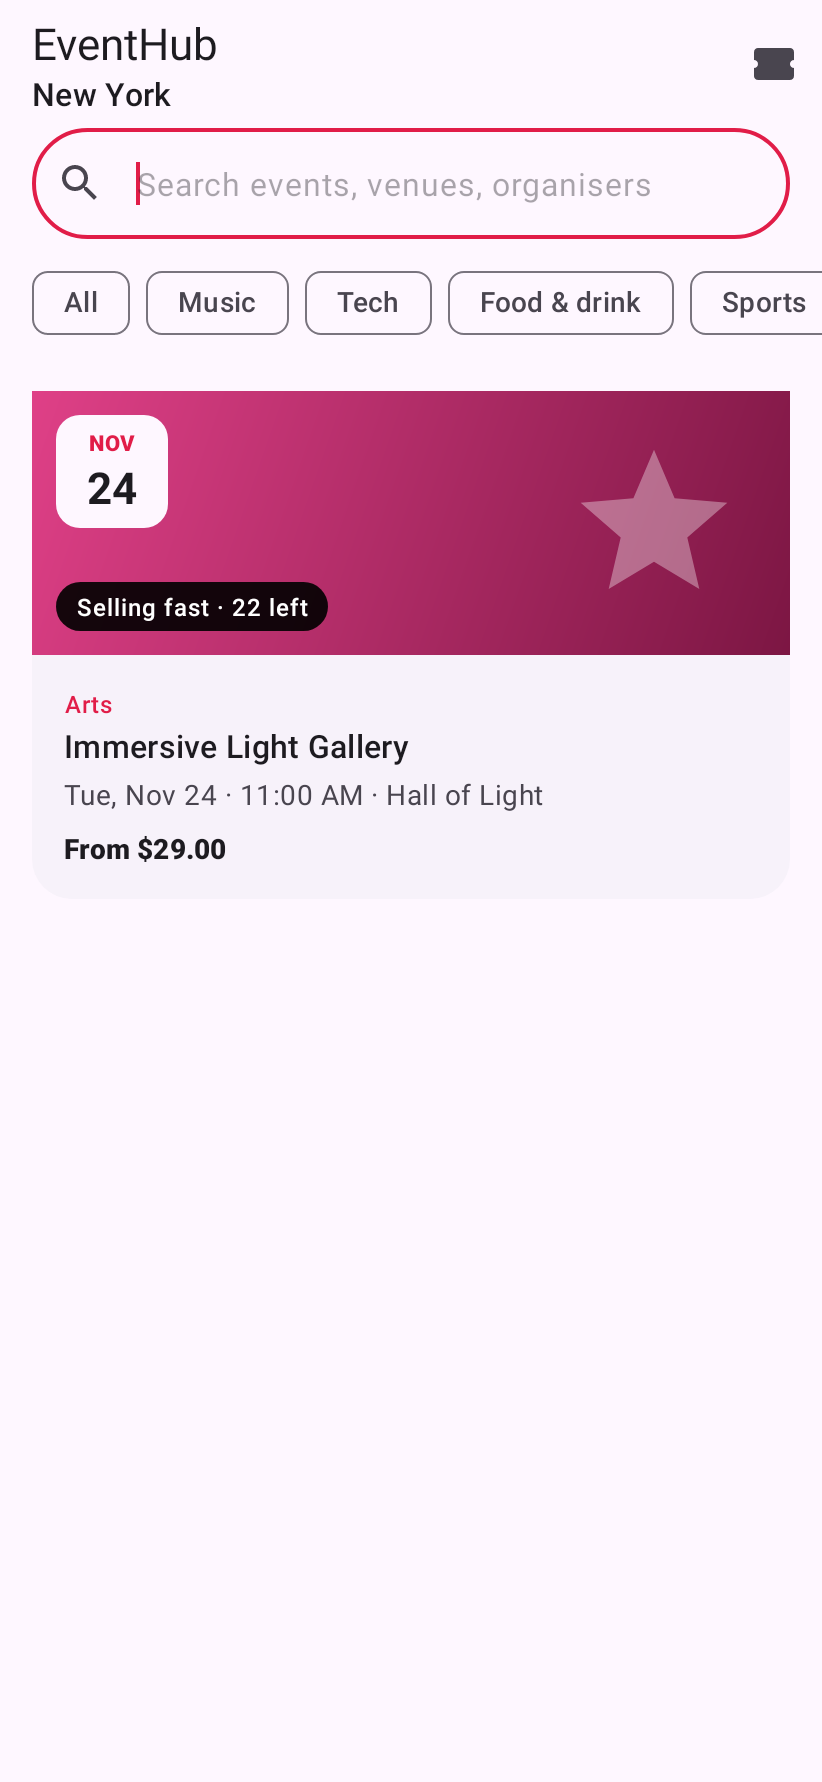 EventHub
New York
Search events, venues, organisers
All Music Tech Food & drink Sports
NOV
24
Selling fast · 22 left
Arts
Immersive Light Gallery
Tue, Nov 24 · 11:00 AM · Hall of Light
From $29.00